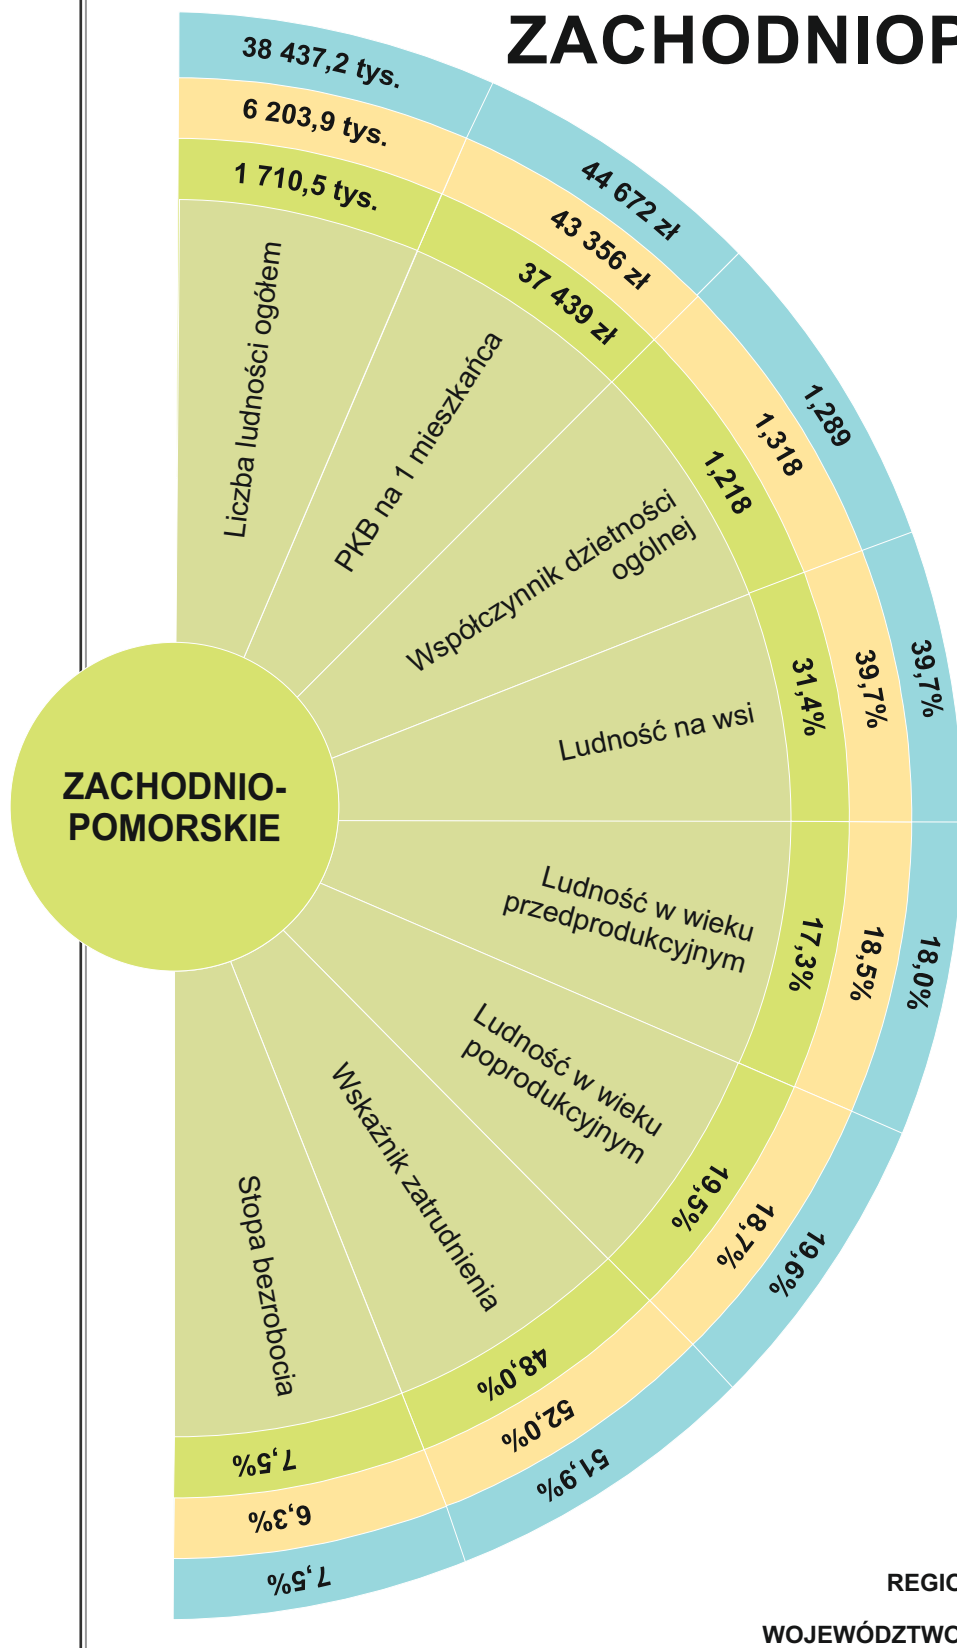 ZACHODNIOP
38 437,2 tys.
6 203,9 tys.
1 710,5 tys.
Liczba ludności ogółem
44 672 zł
43 356 zł
37 439 zł
PKB na 1 mieszkańca
1,289
1,318
1,218
Współczynnik dzietności
ogólnej
39,7%
39,7%
31,4%
Ludność na wsi
ZACHODNIO-
POMORSKIE
Ludność w wieku
przedprodukcyjnym
17,3%
18,5%
18,0%
Ludność w wieku
poprodukcyjnym
19,5%
18,7%
19,6%
Wskaźnik zatrudnienia
48,0%
52,0%
51,9%
Stopa bezrobocia
7,5%
6,3%
7,5%
REGIO
WOJEWÓDZTWO